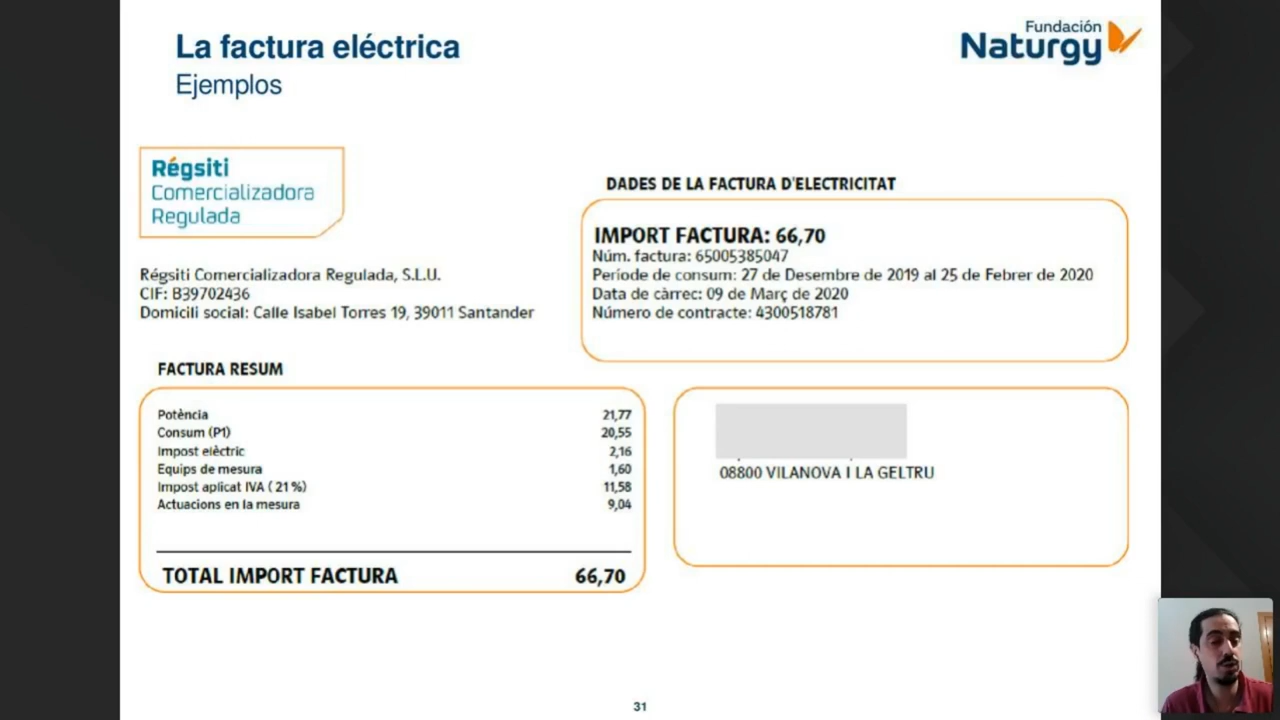 La factura eléctrica
Ejemplos
Fundación
Naturgy
Régsiti
Comercializadora
Regulada
Régsiti Comercializadora Regulada, S.L.U.
CIF: B39702436
Domicili social: Calle Isabel Torres 19, 39011 Santander
DADES DE LA FACTURA D'ELECTRICITAT
IMPORT FACTURA: 66,70
Núm. factura: 65005385047
Període de consum: 27 de Desembre de 2019 al 25 de Febrer de 2020
Data de càrrec: 09 de Març de 2020
Número de contracte: 4300518781
FACTURA RESUM
Potència 21,77
Consum (P1) 20,55
Impost elèctric 2,16
Equips de mesura 1,60
Impost aplicat IVA ( 21 %) 11,58
Actuacions en la mesura 9,04
TOTAL IMPORT FACTURA 66,70
08800 VILANOVA I LA GELTRU
31